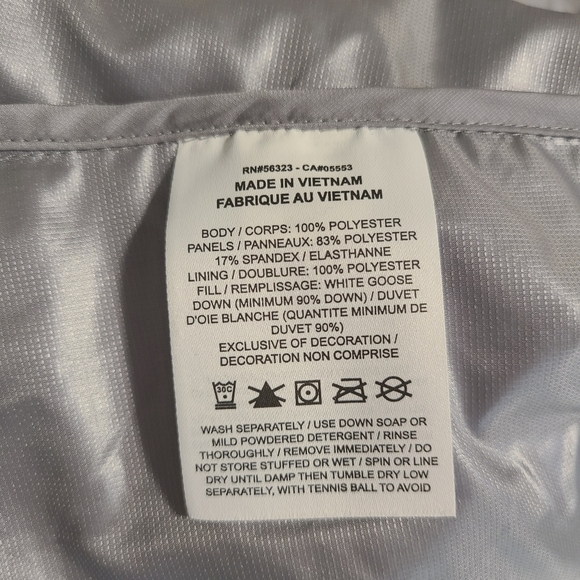 RN#56323 - CA#05553
MADE IN VIETNAM
FABRIQUE AU VIETNAM
BODY / CORPS: 100% POLYESTER
PANELS / PANNEAUX: 83% POLYESTER
17% SPANDEX / ELASTHANNE
LINING / DOUBLURE: 100% POLYESTER
FILL / REMPLISSAGE: WHITE GOOSE
DOWN (MINIMUM 90% DOWN) / DUVET
D'OIE BLANCHE (QUANTITE MINIMUM DE
DUVET 90%)
EXCLUSIVE OF DECORATION /
DECORATION NON COMPRISE
30C
WASH SEPARATELY / USE DOWN SOAP OR
MILD POWDERED DETERGENT / RINSE
THOROUGHLY / REMOVE IMMEDIATELY / DO
NOT STORE STUFFED OR WET / SPIN OR LINE
DRY UNTIL DAMP THEN TUMBLE DRY LOW
SEPARATELY, WITH TENNIS BALL TO AVOID